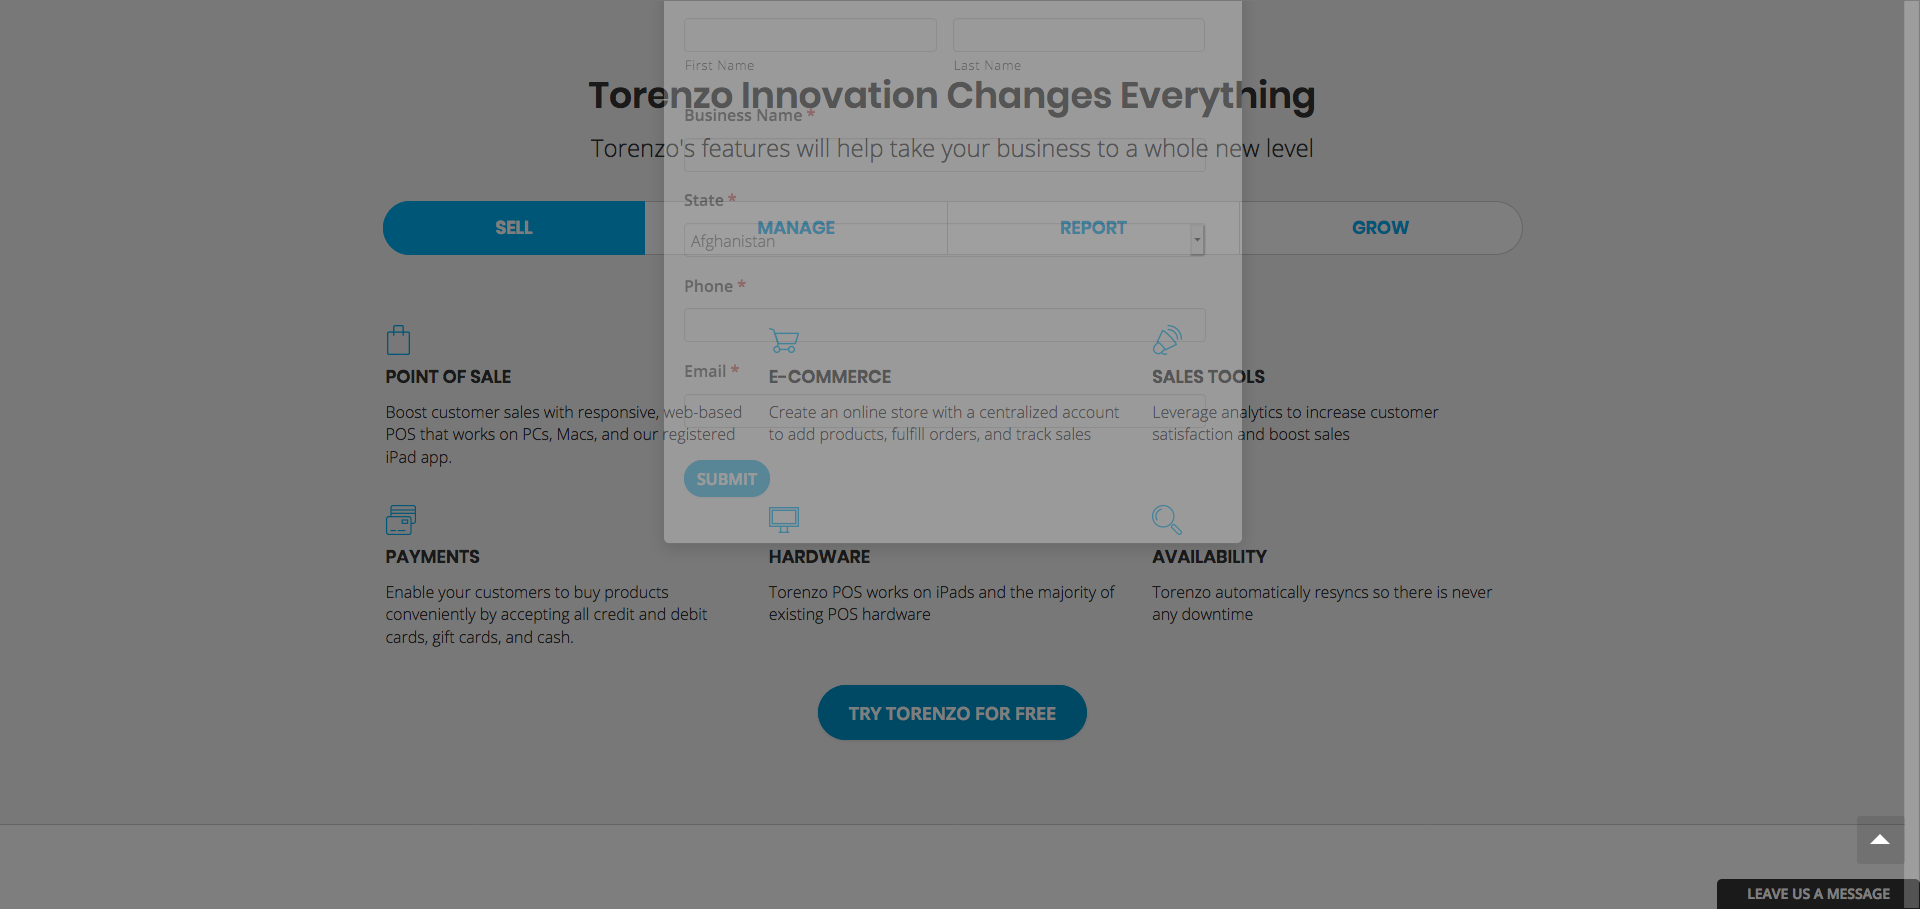 First Name
Last Name
Torenzo Innovation Changes Everything
Business Name *
Torenzo's features will help take your business to a whole new level
State *
SELL
MANAGE
REPORT
GROW
Afghanistan
Phone *
Email *
POINT OF SALE
Boost customer sales with responsive, web-based
POS that works on PCs, Macs, and our registered
iPad app.
E-COMMERCE
Create an online store with a centralized account
to add products, fulfill orders, and track sales
SALES TOOLS
Leverage analytics to increase customer
satisfaction and boost sales
SUBMIT
PAYMENTS
Enable your customers to buy products
conveniently by accepting all credit and debit
cards, gift cards, and cash.
HARDWARE
Torenzo POS works on iPads and the majority of
existing POS hardware
AVAILABILITY
Torenzo automatically resyncs so there is never
any downtime
TRY TORENZO FOR FREE
LEAVE US A MESSAGE